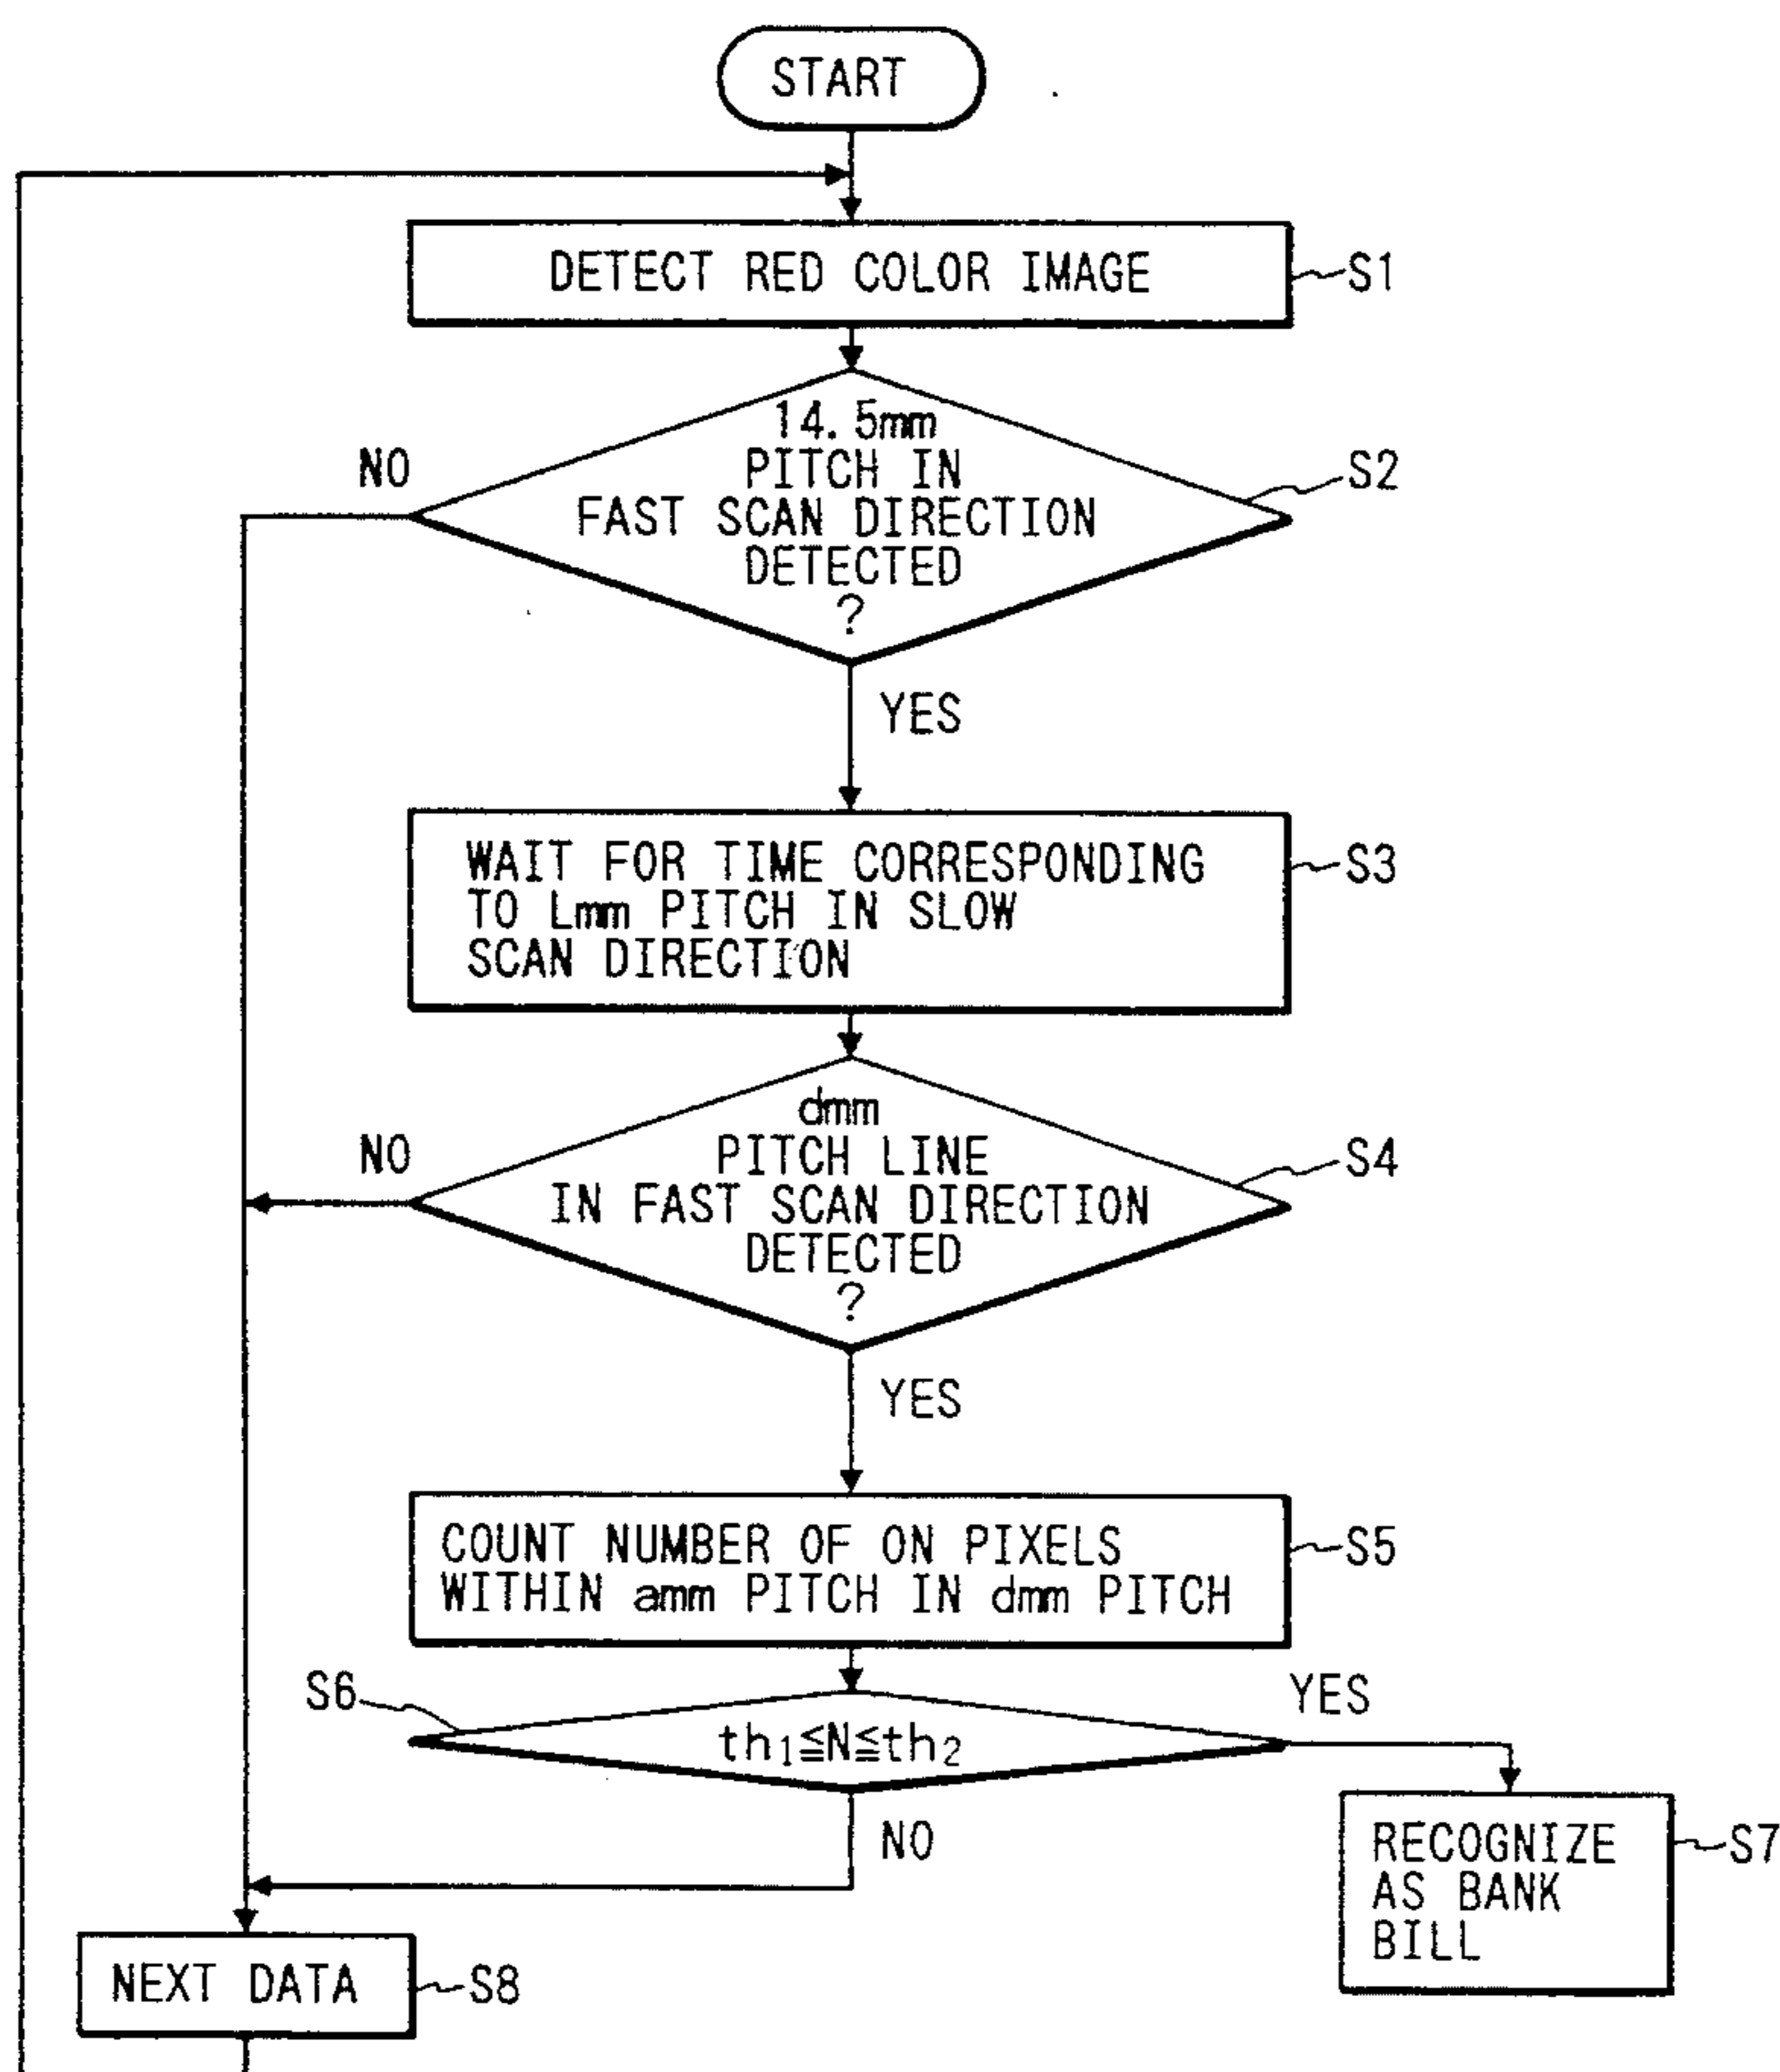 START
DETECT RED COLOR IMAGE
S1
14.5mm
PITCH IN
FAST SCAN DIRECTION
DETECTED
?
S2
NO
YES
WAIT FOR TIME CORRESPONDING
TO Lmm PITCH IN SLOW
SCAN DIRECTION
S3
dmm
PITCH LINE
IN FAST SCAN DIRECTION
DETECTED
?
S4
NO
YES
COUNT NUMBER OF ON PIXELS
WITHIN amm PITCH IN dmm PITCH
S5
S6
th₁≦N≦th₂
YES
NO
RECOGNIZE
AS BANK
BILL
S7
NEXT DATA
S8